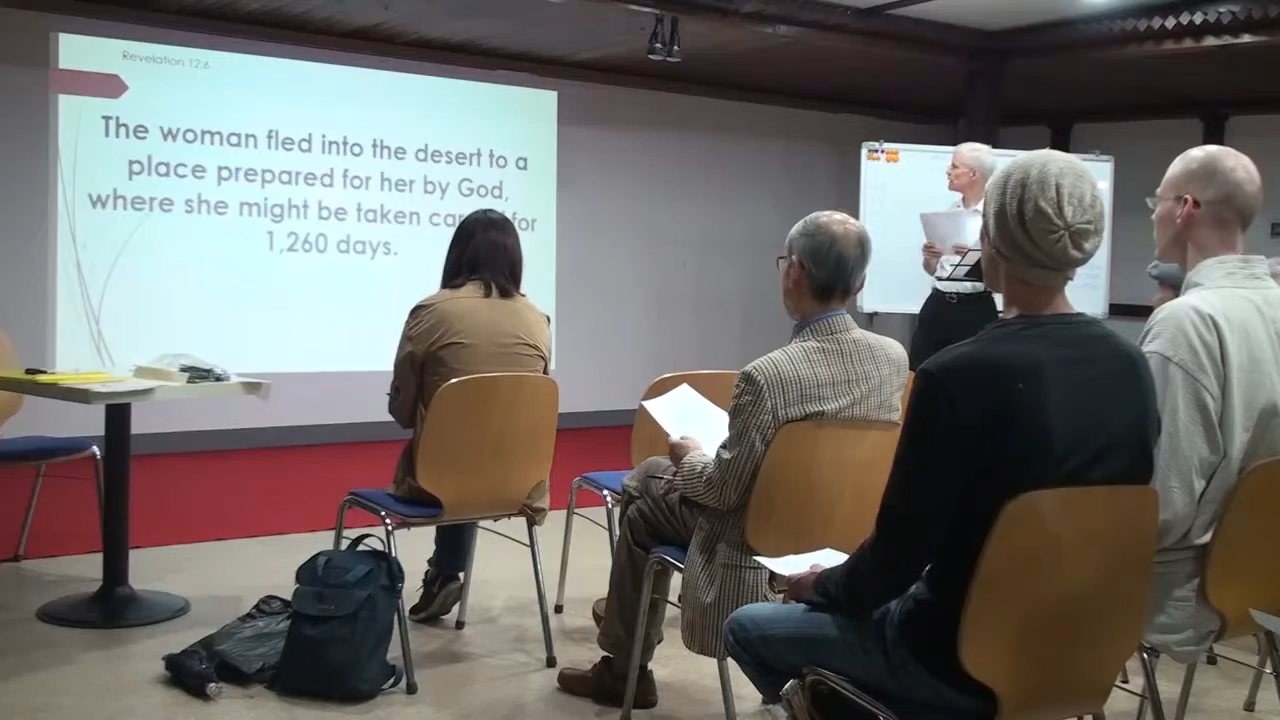 Revelation 12:6
The woman fled into the desert to a
place prepared for her by God,
where she might be taken car for
1,260 days.